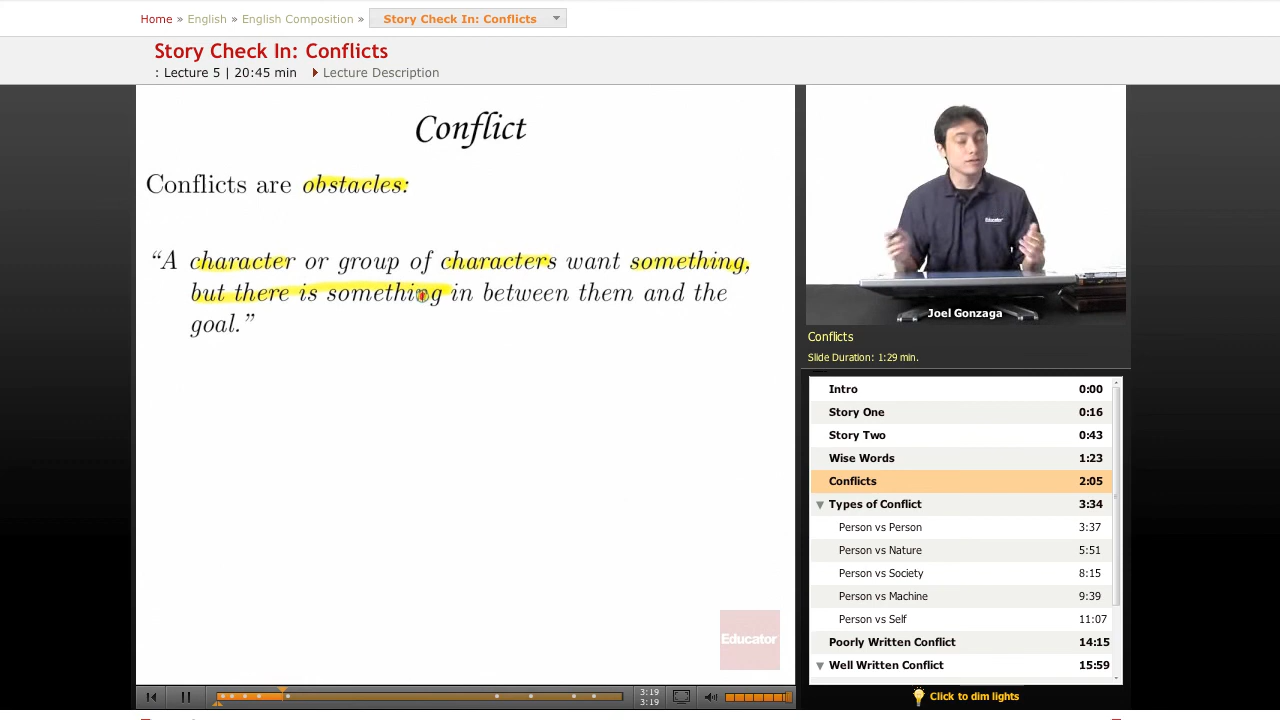 Home » English » English Composition » Story Check In: Conflicts
Story Check In: Conflicts
: Lecture 5 | 20:45 min Lecture Description
Conflict
Conflicts are obstacles:
“A character or group of characters want something,
but there is something in between them and the
goal.”
Educator
Educator
Joel Gonzaga
Conflicts
Slide Duration: 1:29 min.
Intro 0:00
Story One 0:16
Story Two 0:43
Wise Words 1:23
Conflicts 2:05
Types of Conflict 3:34
Person vs Person 3:37
Person vs Nature 5:51
Person vs Society 8:15
Person vs Machine 9:39
Person vs Self 11:07
Poorly Written Conflict 14:15
Well Written Conflict 15:59
3:19
3:19
Click to dim lights